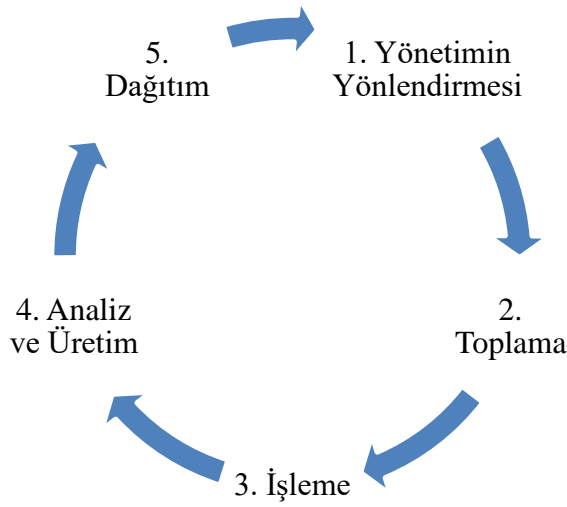 1. Yönetimin
Yönlendirmesi
2.
Toplama
3. İşleme
4. Analiz
ve Üretim
5.
Dağıtım